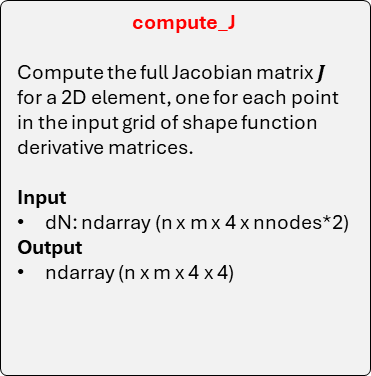 compute_J
Compute the full Jacobian matrix J
for a 2D element, one for each point
in the input grid of shape function
derivative matrices.
Input
• dN: ndarray (n x m x 4 x nnodes*2)
Output
• ndarray (n x m x 4 x 4)